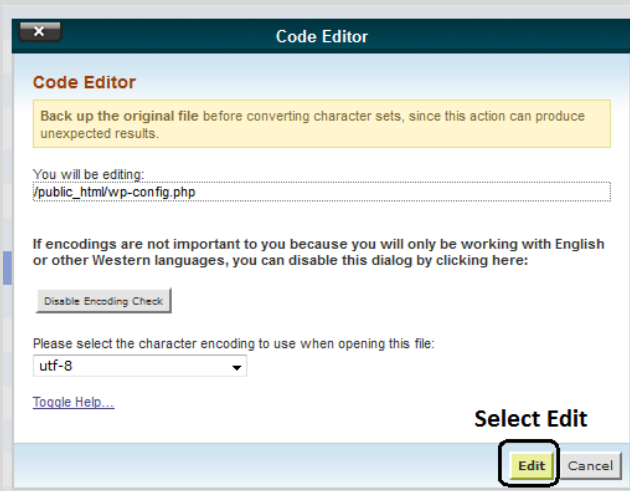 Code Editor
Code Editor
Back up the original file before converting character sets, since this action can produce
unexpected results.
You will be editing:
/public_html/wp-config.php
If encodings are not important to you because you will only be working with English
or other Western languages, you can disable this dialog by clicking here:
Disable Encoding Check
Please select the character encoding to use when opening this file:
utf-8
Toggle Help...
Select Edit
Edit Cancel